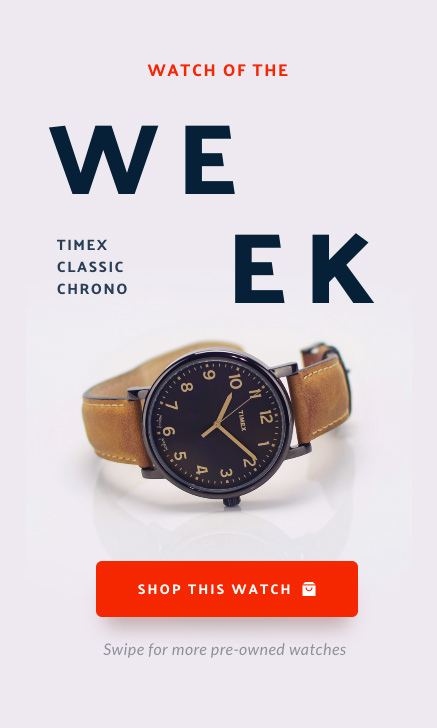 WATCH OF THE
WE
EK
TIMEX
CLASSIC
CHRONO
9 10 11 12 1 2 3 4 5 6 7 8
TIMEX
SHOP THIS WATCH
Swipe for more pre-owned watches